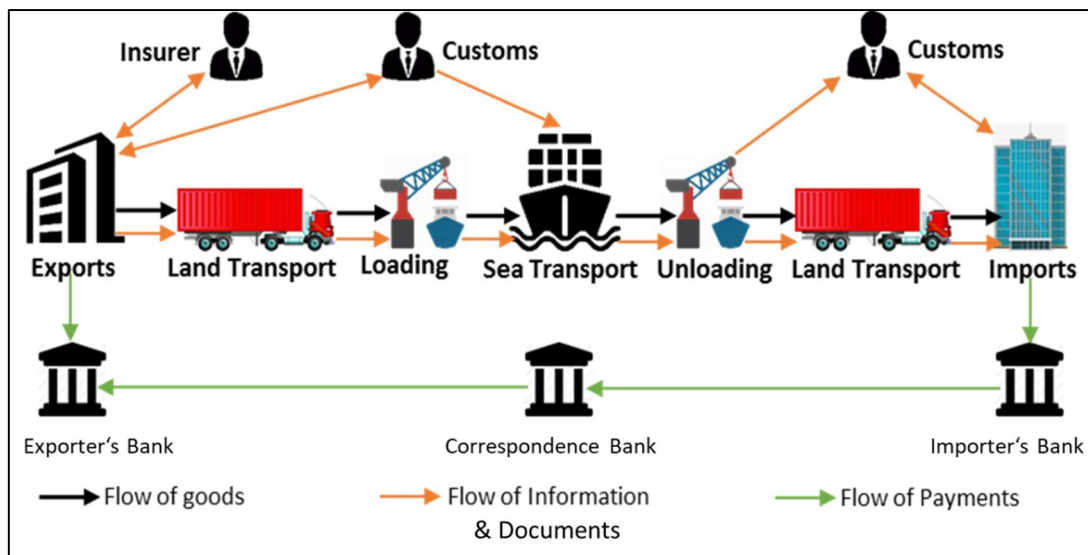 Insurer
Customs
Customs
Exports
Land Transport
Loading
Sea Transport
Unloading
Land Transport
Imports
Exporter‘s Bank
Correspondence Bank
Importer‘s Bank
Flow of goods
Flow of Information
& Documents
Flow of Payments